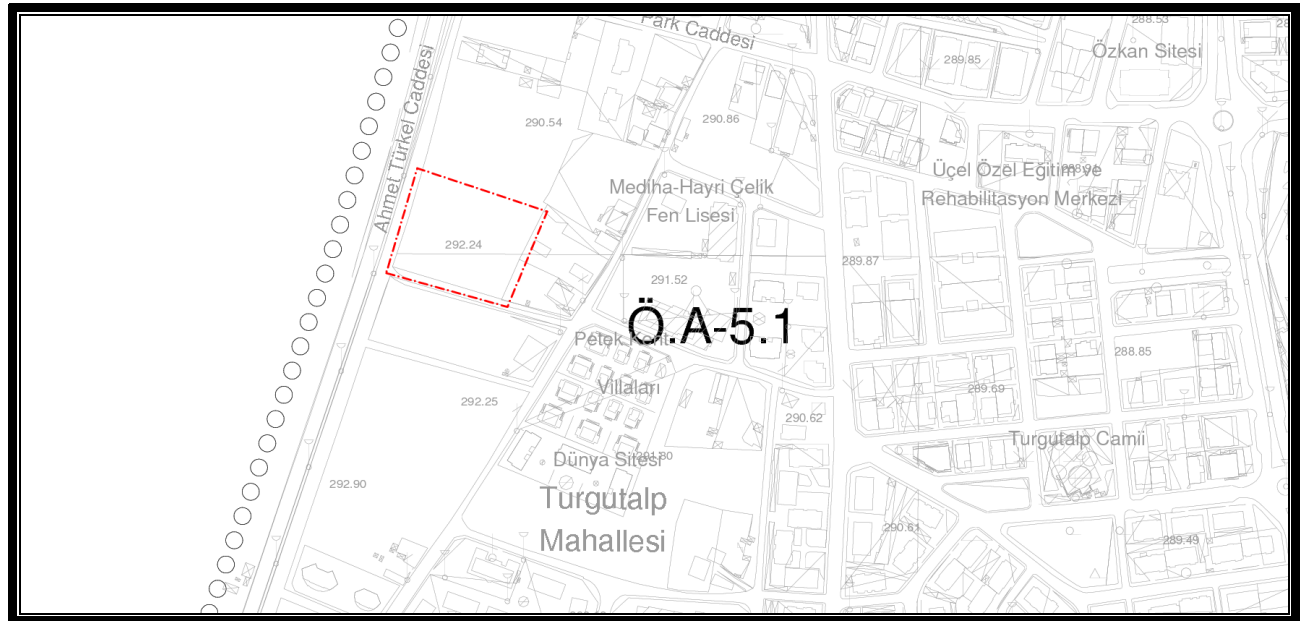 Park Caddesi
288.53
Özkan Sitesi
289.85
Ahmet Türkel Caddesi
290.54
290.86
Üçel Özel Eğitim ve
Rehabilitasyon Merkezi
Mediha-Hayri Çelik
Fen Lisesi
292.24
289.87
291.52
Ö.A-5.1
Petek Kent
Villaları
288.85
289.69
292.25
290.62
Turgutalp Camii
Dünya Sitesi
292.90
Turgutalp
Mahallesi
290.61
289.49